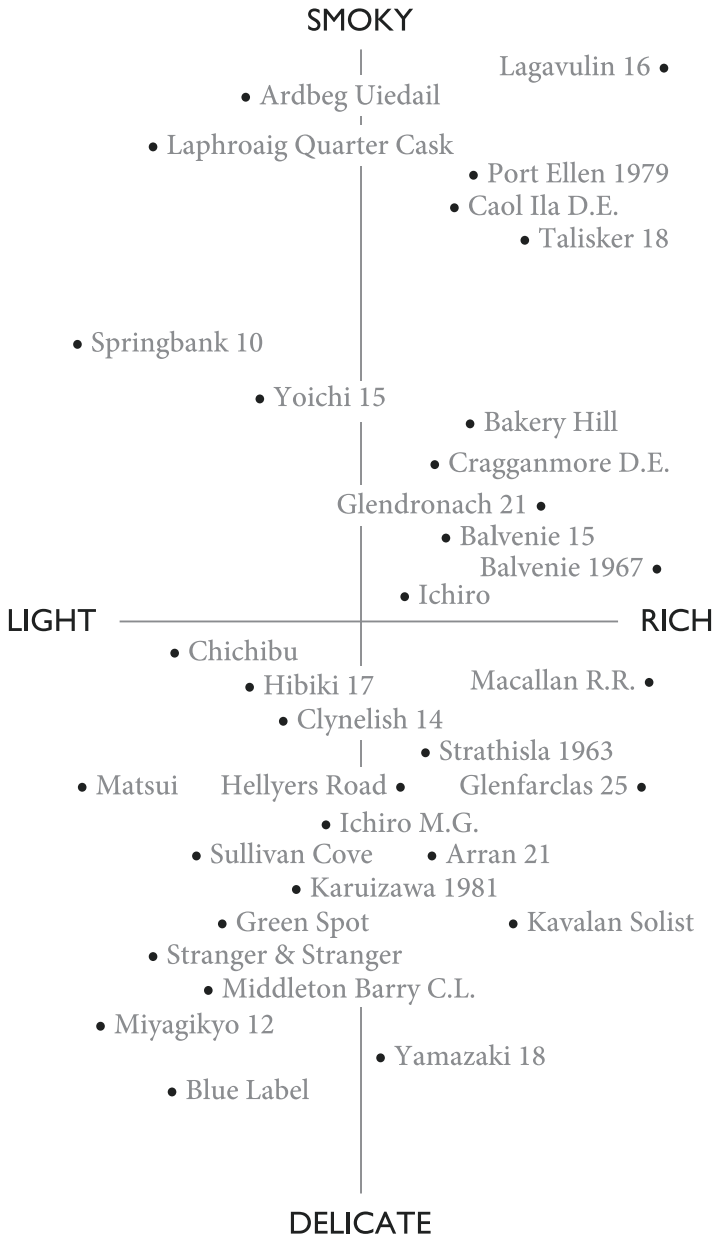 SMOKY
Lagavulin 16
Ardbeg Uiedail
Laphroaig Quarter Cask
Port Ellen 1979
Caol Ila D.E.
Talisker 18
Springbank 10
Yoichi 15
Bakery Hill
Cragganmore D.E.
Glendronach 21
Balvenie 15
Balvenie 1967
Ichiro
LIGHT RICH
Chichibu
Hibiki 17 Macallan R.R.
Clynelish 14
Strathisla 1963
Matsui Hellyers Road Glenfarclas 25
Ichiro M.G.
Sullivan Cove Arran 21
Karuizawa 1981
Green Spot Kavalan Solist
Stranger & Stranger
Middleton Barry C.L.
Miyagikyo 12
Yamazaki 18
Blue Label
DELICATE